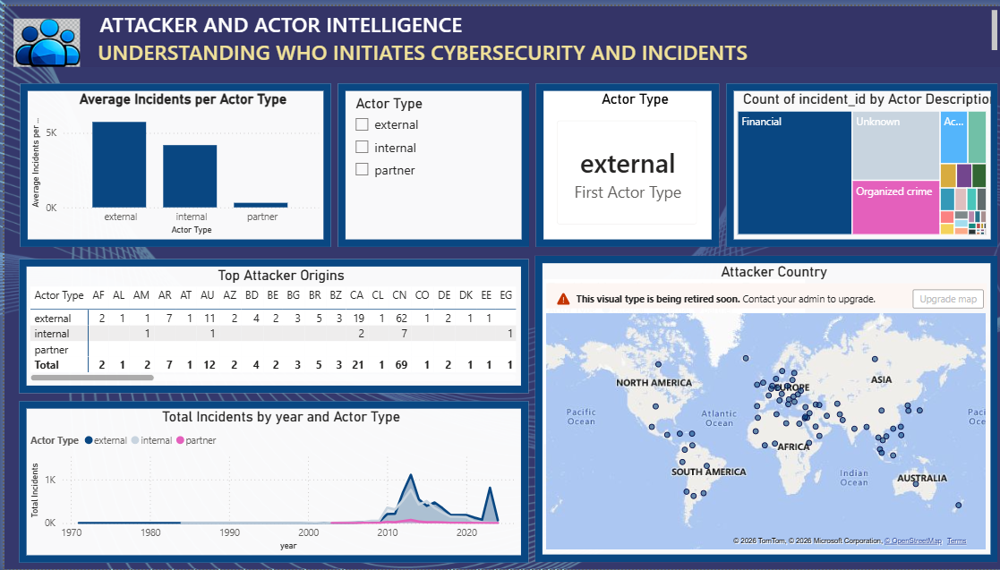 ATTACKER AND ACTOR INTELLIGENCE
UNDERSTANDING WHO INITIATES CYBERSECURITY AND INCIDENTS
Average Incidents per Actor Type
Average Incidents per ...
5K
0K
external internal partner
Actor Type
Actor Type
external
internal
partner
Actor Type
external
First Actor Type
Count of incident_id by Actor Descriptio
Financial
Unknown
Ac...
Organized crime
Top Attacker Origins
Actor Type AF AL AM AR AT AU AZ BD BE BG BR BZ CA CL CN CO DE DK EE EG
external 2 1 1 7 1 11 2 4 2 3 5 3 19 1 62 1 2 1 1
internal 1 1 2 7 1
partner
Total 2 1 2 7 1 12 2 4 2 3 5 3 21 1 69 1 2 1 1 1
Total Incidents by year and Actor Type
Actor Type external internal partner
Total Incidents
1K
0K
1970 1980 1990 2000 2010 2020
year
Attacker Country
This visual type is being retired soon. Contact your admin to upgrade.
Upgrade map
NORTH AMERICA
EUROPE
ASIA
Pacific
Ocean
Atlantic
Ocean
Paci
Oce
AFRICA
SOUTH AMERICA
Indian
Ocean
AUSTRALIA
© 2026 TomTom, © 2026 Microsoft Corporation, © OpenStreetMap Terms